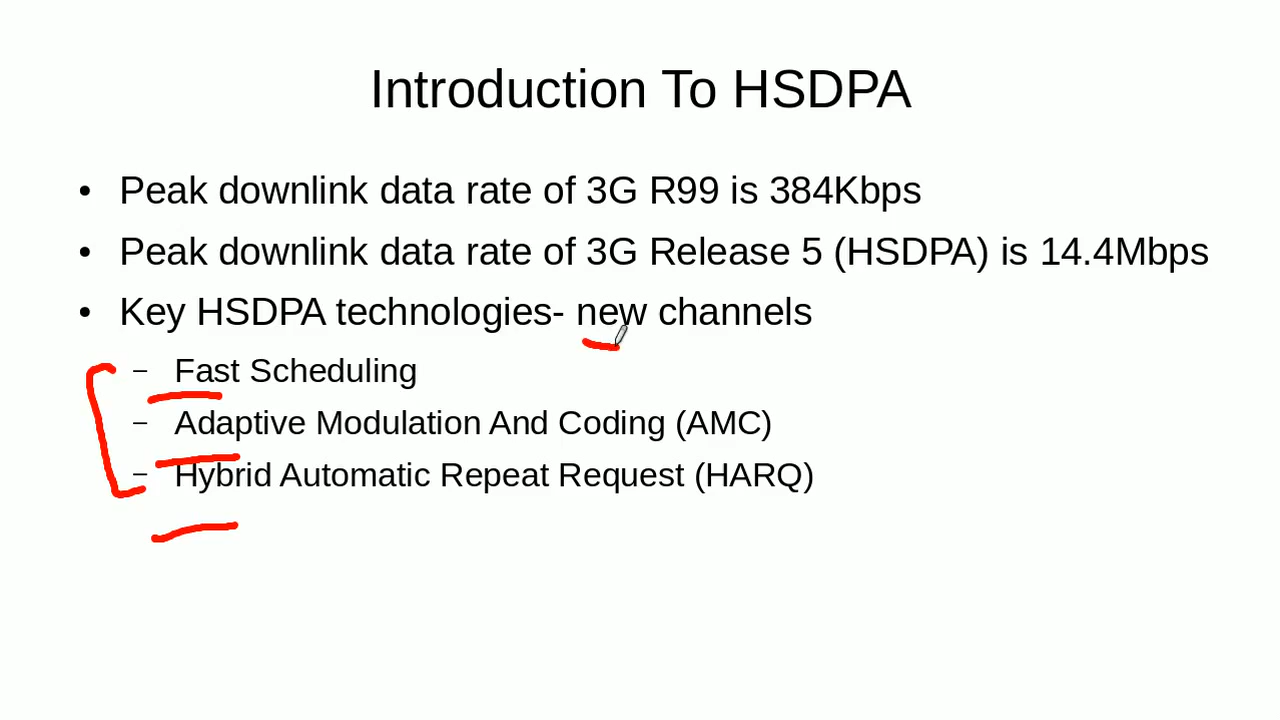 Introduction To HSDPA
• Peak downlink data rate of 3G R99 is 384Kbps
• Peak downlink data rate of 3G Release 5 (HSDPA) is 14.4Mbps
• Key HSDPA technologies- new channels
– Fast Scheduling
– Adaptive Modulation And Coding (AMC)
– Hybrid Automatic Repeat Request (HARQ)